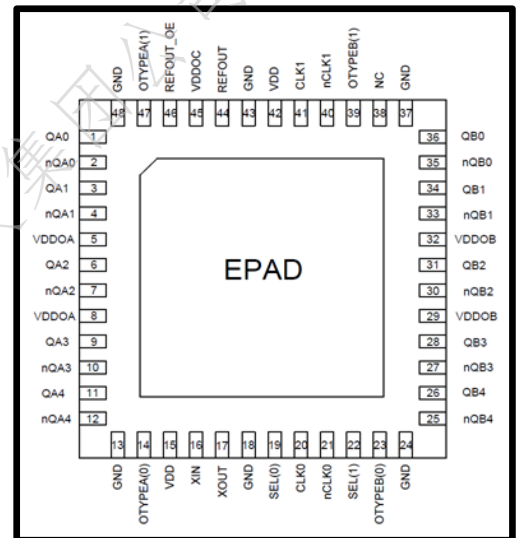 GND
OTYPEA(1)
REFOUT_OE
VDDOC
REFOUT
GND
VDD
CLK1
nCLK1
OTYPEB(1)
NC
GND
48 47 46 45 44 43 42 41 40 39 38 37
QA0 1 36 QB0
nQA0 2 35 nQB0
QA1 3 34 QB1
nQA1 4 33 nQB1
VDDOA 5 32 VDDOB
QA2 6 31 QB2
EPAD
nQA2 7 30 nQB2
VDDOA 8 29 VDDOB
QA3 9 28 QB3
nQA3 10 27 nQB3
QA4 11 26 QB4
nQA4 12 25 nQB4
13 14 15 16 17 18 19 20 21 22 23 24
GND
OTYPEA(0)
VDD
XIN
XOUT
GND
SEL(0)
CLK0
nCLK0
SEL(1)
OTYPEB(0)
GND
集团公司